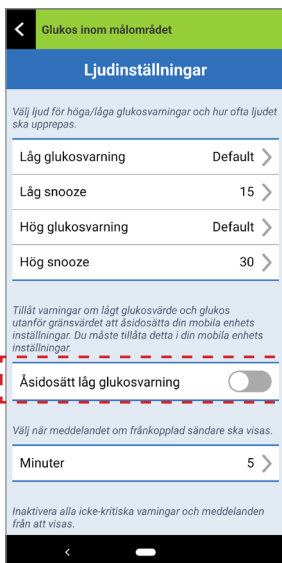 Glukos inom målområdet
Ljudinställningar
Välj ljud för höga/låga glukosvarningar och hur ofta ljudet
ska upprepas.
Låg glukosvarning Default
Låg snooze 15
Hög glukosvarning Default
Hög snooze 30
Tillåt varningar om lågt glukosvärde och glukos
utanför gränsvärdet att åsidosätta din mobila enhets
inställningar. Du måste tillåta detta i din mobila enhets
inställningar.
Åsidosätt låg glukosvarning
Välj när meddelandet om frånkopplad sändare ska visas.
Minuter 5
Inaktivera alla icke-kritiska varningar och meddelanden
från att visas.